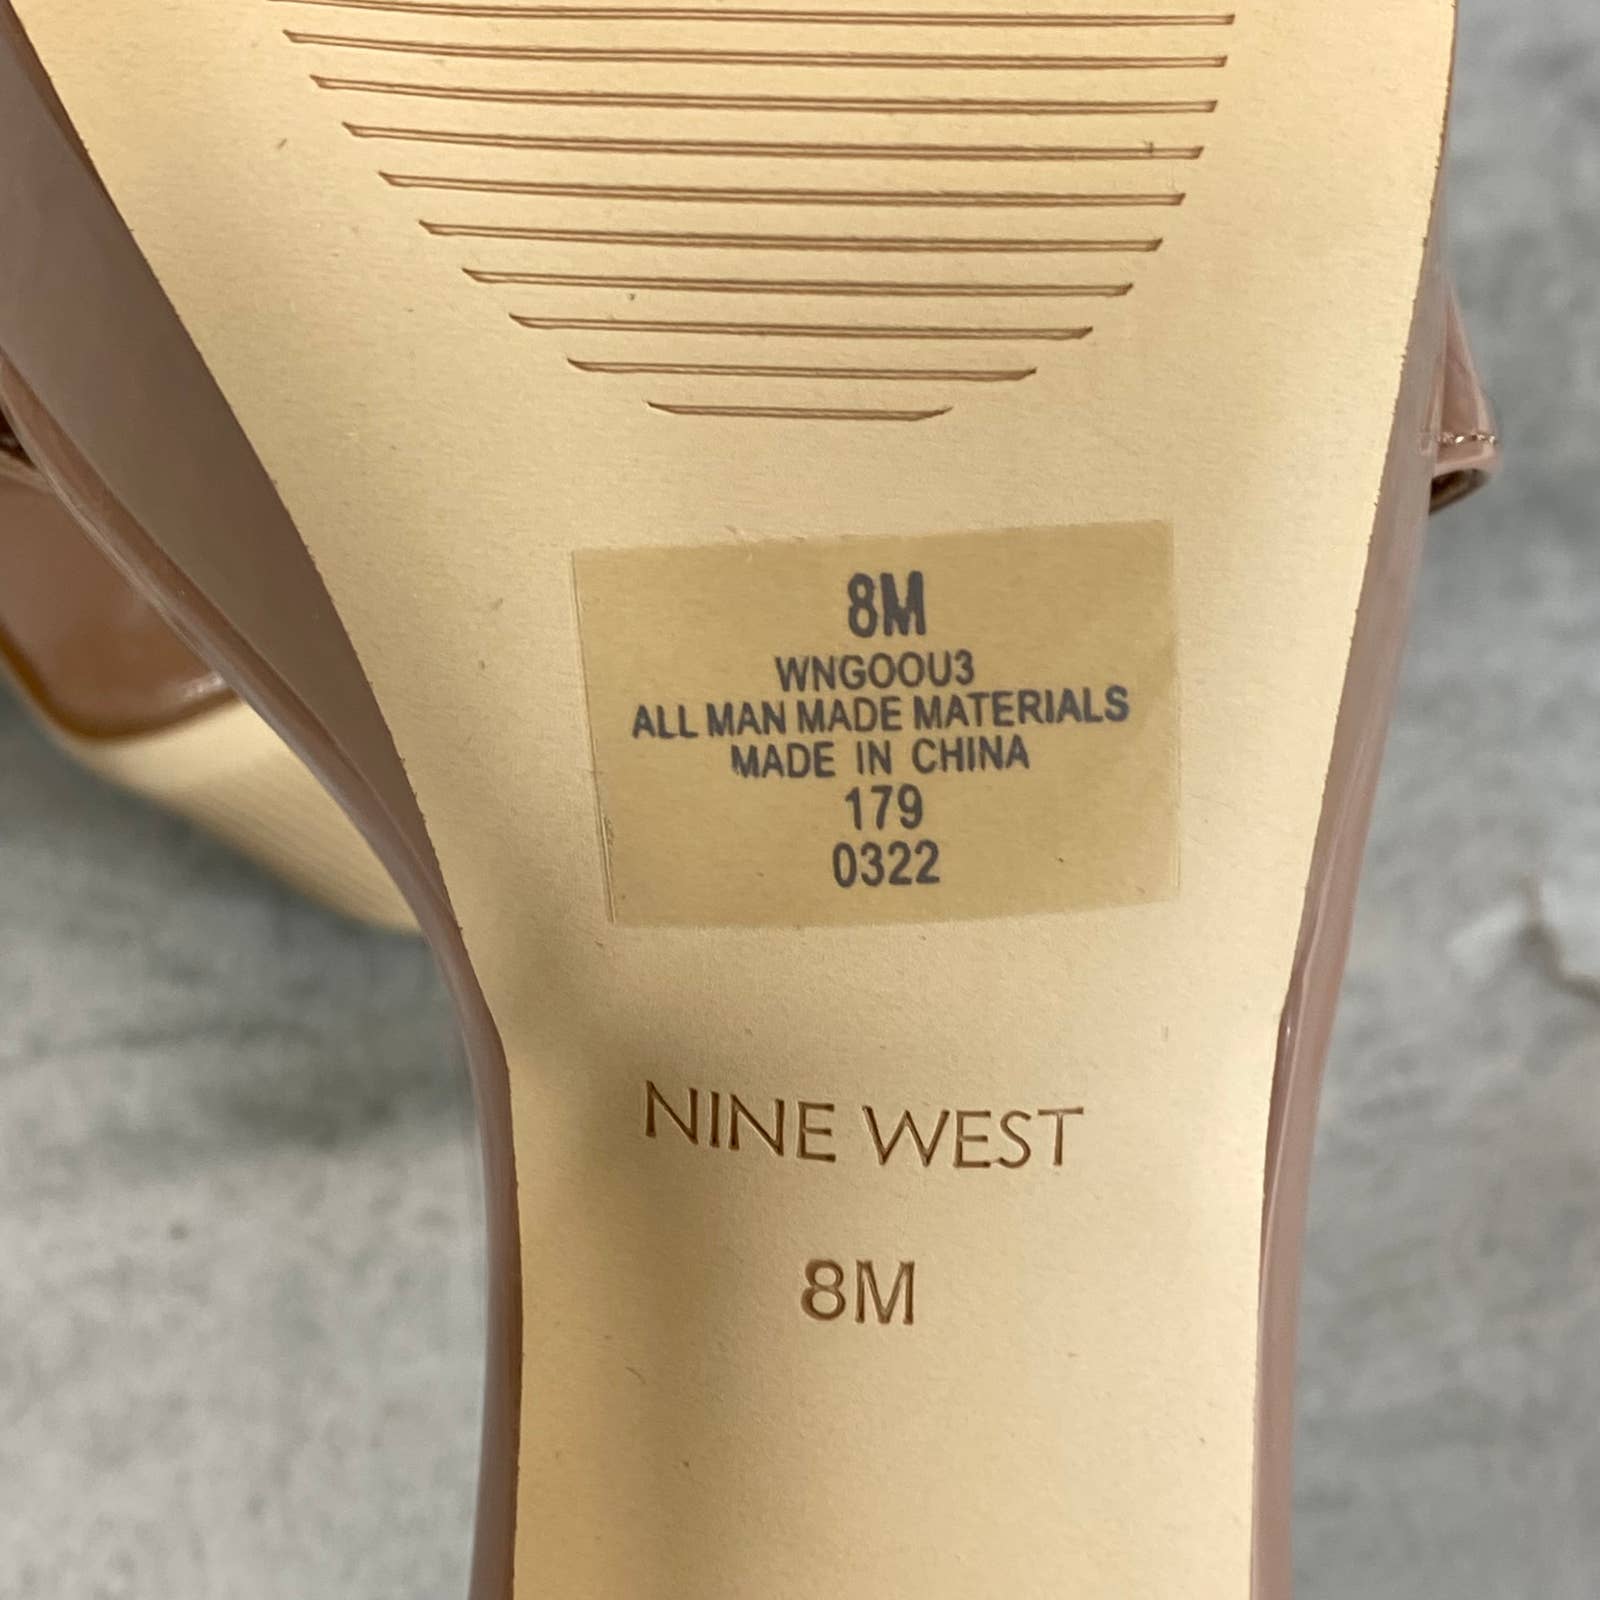 8M
WNGOOU3
ALL MAN MADE MATERIALS
MADE IN CHINA
179
0322
NINE WEST
8M